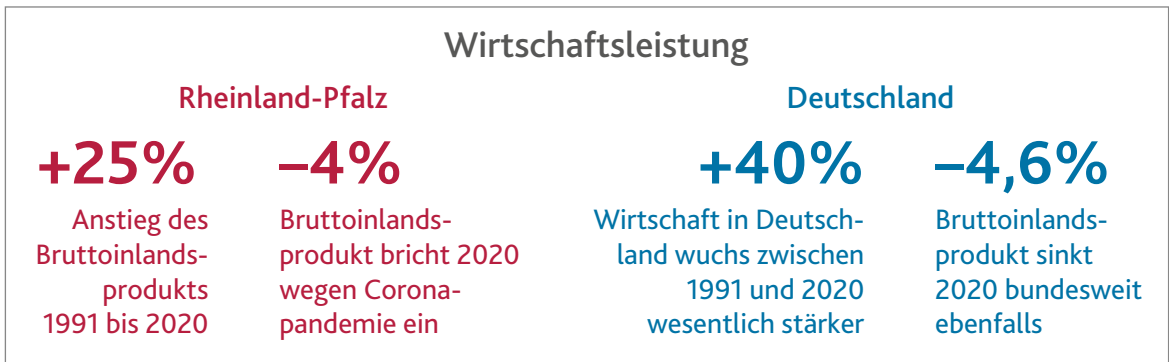 Wirtschaftsleistung
Rheinland-Pfalz
+25%
Anstieg des
Bruttoinlands-
produkts
1991 bis 2020
–4%
Bruttoinlands-
produkt bricht 2020
wegen Corona-
pandemie ein
Deutschland
+40%
Wirtschaft in Deutsch-
land wuchs zwischen
1991 und 2020
wesentlich stärker
–4,6%
Bruttoinlands-
produkt sinkt
2020 bundesweit
ebenfalls